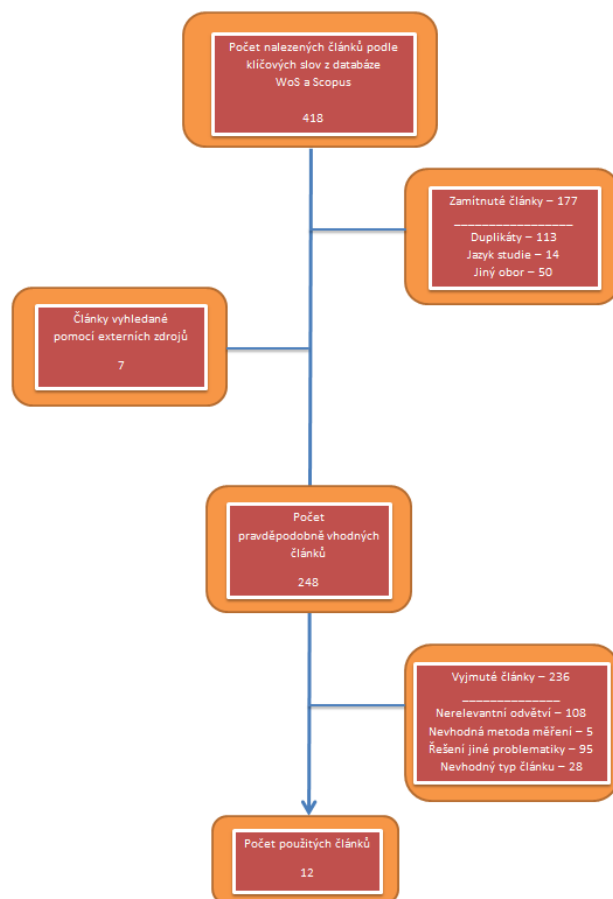 Počet nalezených článků podle
klíčových slov z databáze
WoS a Scopus
418
Zamítnuté články – 177
Duplikáty – 113
Jazyk studie – 14
Jiný obor – 50
Články vyhledané
pomocí externích zdrojů
7
Počet
pravděpodobně vhodných
článků
248
Vyjmuté články – 236
Nerelevantní odvětví – 108
Nevhodná metoda měření – 5
Řešení jiné problematiky – 95
Nevhodný typ článku – 28
Počet použitých článků
12